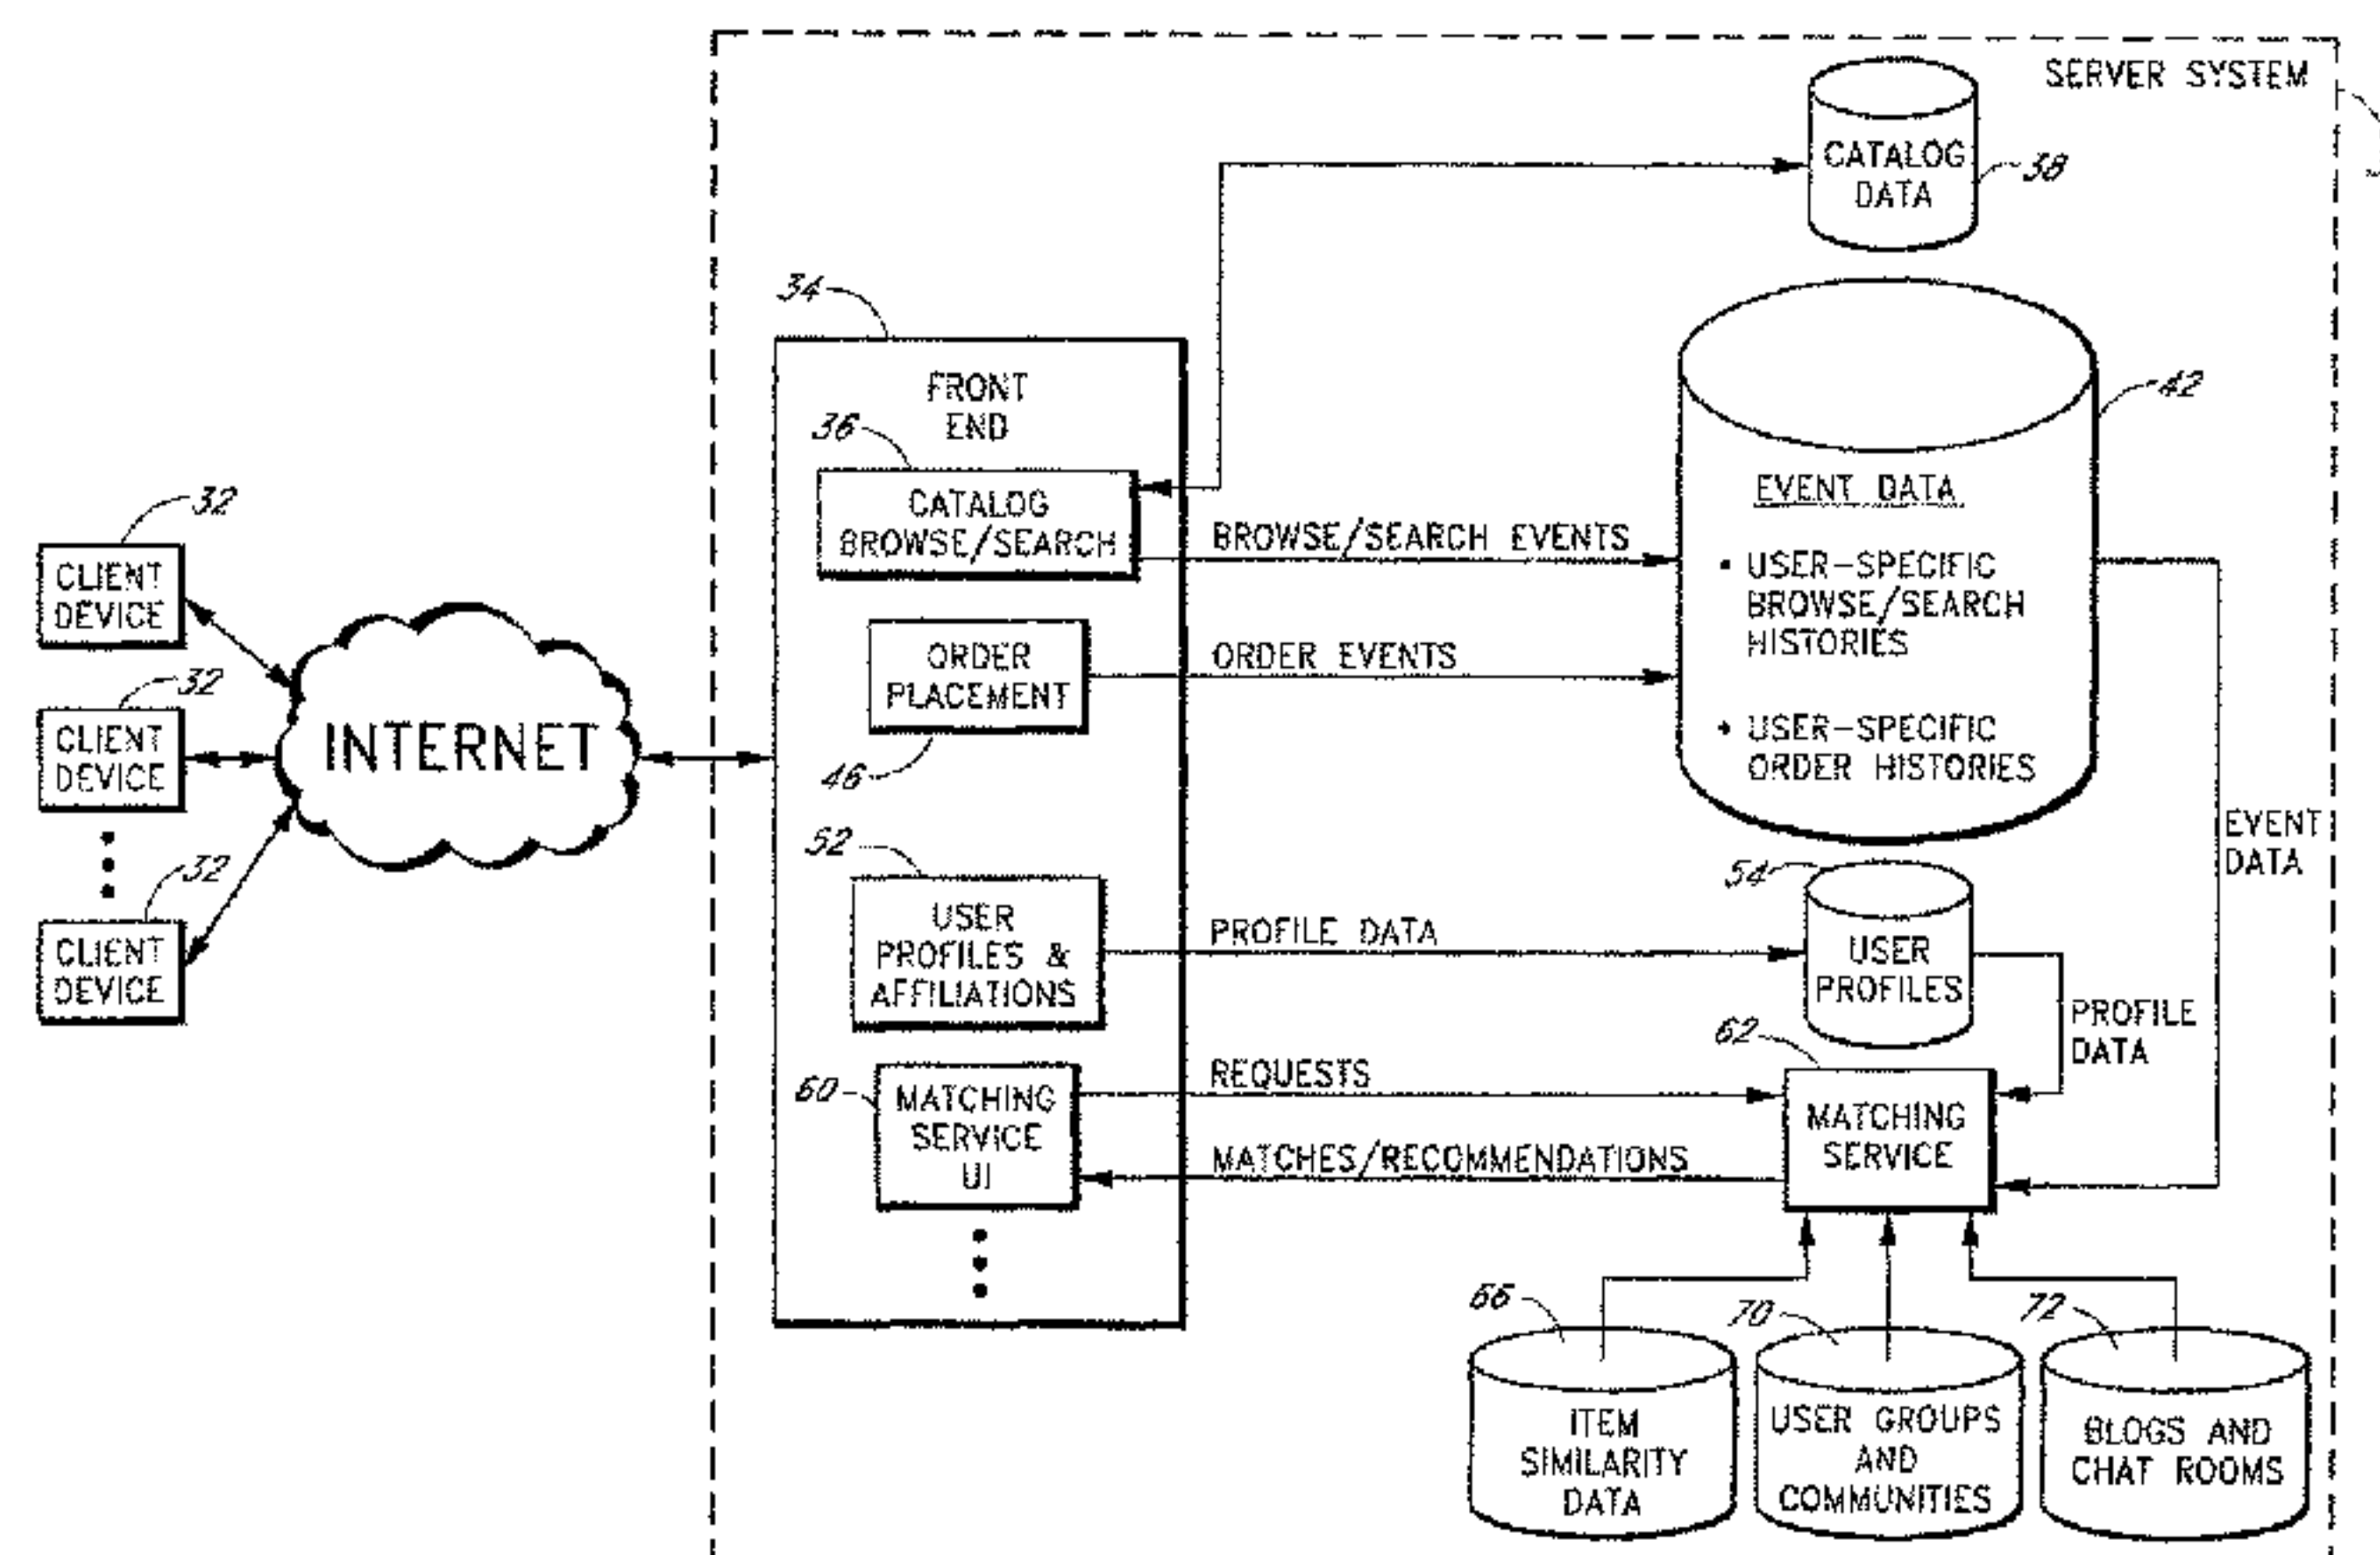 SERVER SYSTEM
CATALOG
DATA
38
34
FRONT
END
36
CATALOG
BROWSE/SEARCH
BROWSE/SEARCH EVENTS
42
EVENT DATA
• USER-SPECIFIC
BROWSE/SEARCH
HISTORIES
• USER-SPECIFIC
ORDER HISTORIES
32
CLIENT
DEVICE
32
CLIENT
DEVICE
32
CLIENT
DEVICE
INTERNET
ORDER
PLACEMENT
46
ORDER EVENTS
EVENT
DATA
52
USER
PROFILES &
AFFILIATIONS
PROFILE DATA
54
USER
PROFILES
PROFILE
DATA
60
MATCHING
SERVICE
UI
REQUESTS
MATCHES/RECOMMENDATIONS
62
MATCHING
SERVICE
66
ITEM
SIMILARITY
DATA
70
USER GROUPS
AND
COMMUNITIES
72
BLOGS AND
CHAT ROOMS